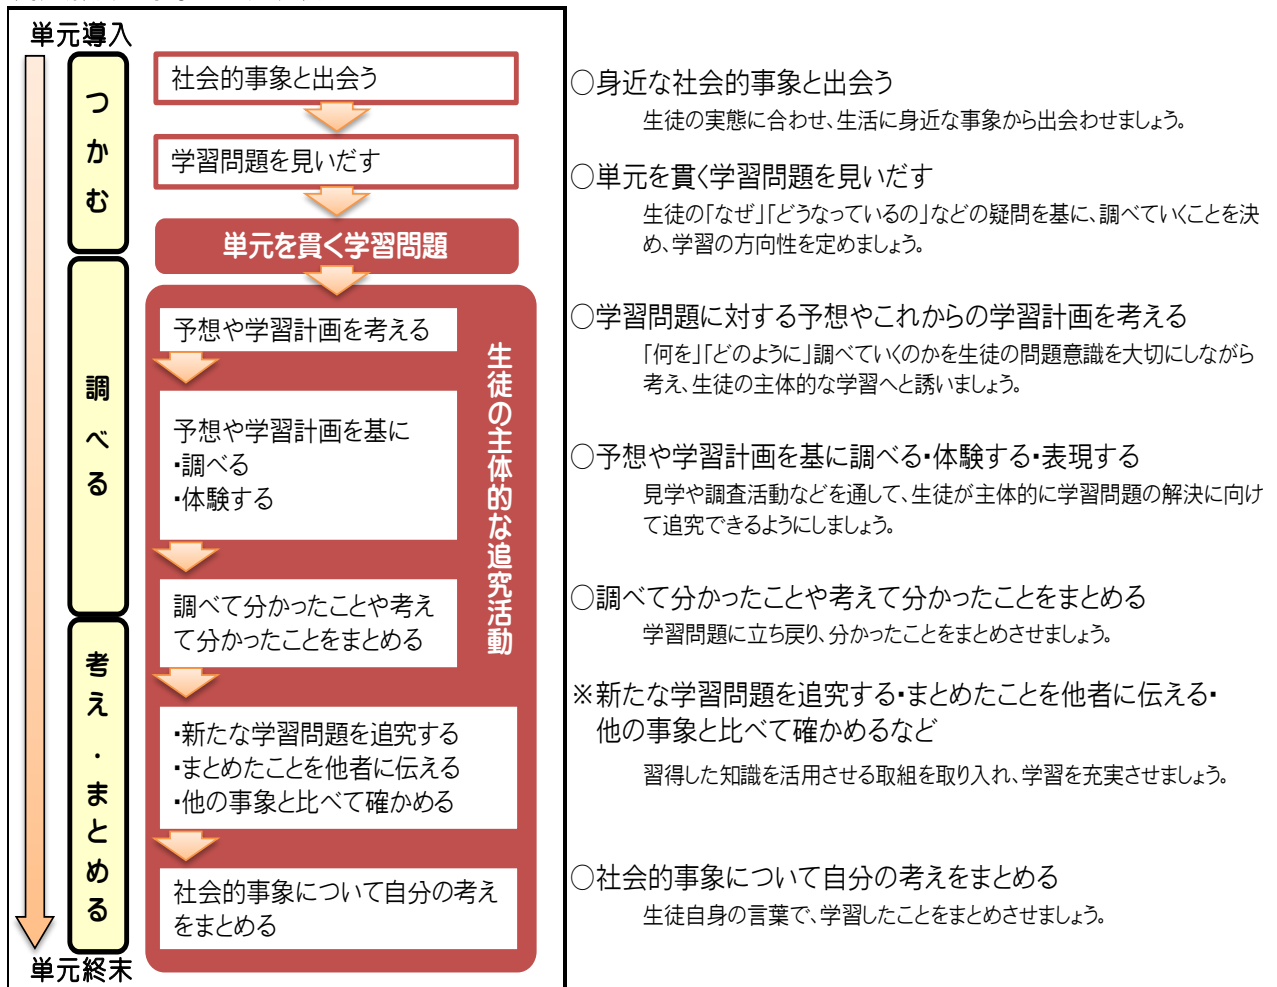 単元導入
つかむ
社会的事象と出会う
学習問題を見いだす
単元を貫く学習問題
調べる
予想や学習計画を考える
予想や学習計画を基に
・調べる
・体験する
調べて分かったことや考え
て分かったことをまとめる
生徒の主体的な追究活動
考え・まとめる
・新たな学習問題を追究する
・まとめたことを他者に伝える
・他の事象と比べて確かめる
社会的事象について自分の考え
をまとめる
単元終末
○身近な社会的事象と出会う
生徒の実態に合わせ、生活に身近な事象から出会わせましょう。
○単元を貫く学習問題を見いだす
生徒の「なぜ」「どうなっているの」などの疑問を基に、調べていくことを決
め、学習の方向性を定めましょう。
○学習問題に対する予想やこれからの学習計画を考える
「何を」「どのように」調べていくのかを生徒の問題意識を大切にしながら
考え、生徒の主体的な学習へと誘いましょう。
○予想や学習計画を基に調べる・体験する・表現する
見学や調査活動などを通して、生徒が主体的に学習問題の解決に向け
て追究できるようにしましょう。
○調べて分かったことや考えて分かったことをまとめる
学習問題に立ち戻り、分かったことをまとめさせましょう。
※新たな学習問題を追究する・まとめたことを他者に伝える・
他の事象と比べて確かめるなど
習得した知識を活用させる取組を取り入れ、学習を充実させましょう。
○社会的事象について自分の考えをまとめる
生徒自身の言葉で、学習したことをまとめさせましょう。